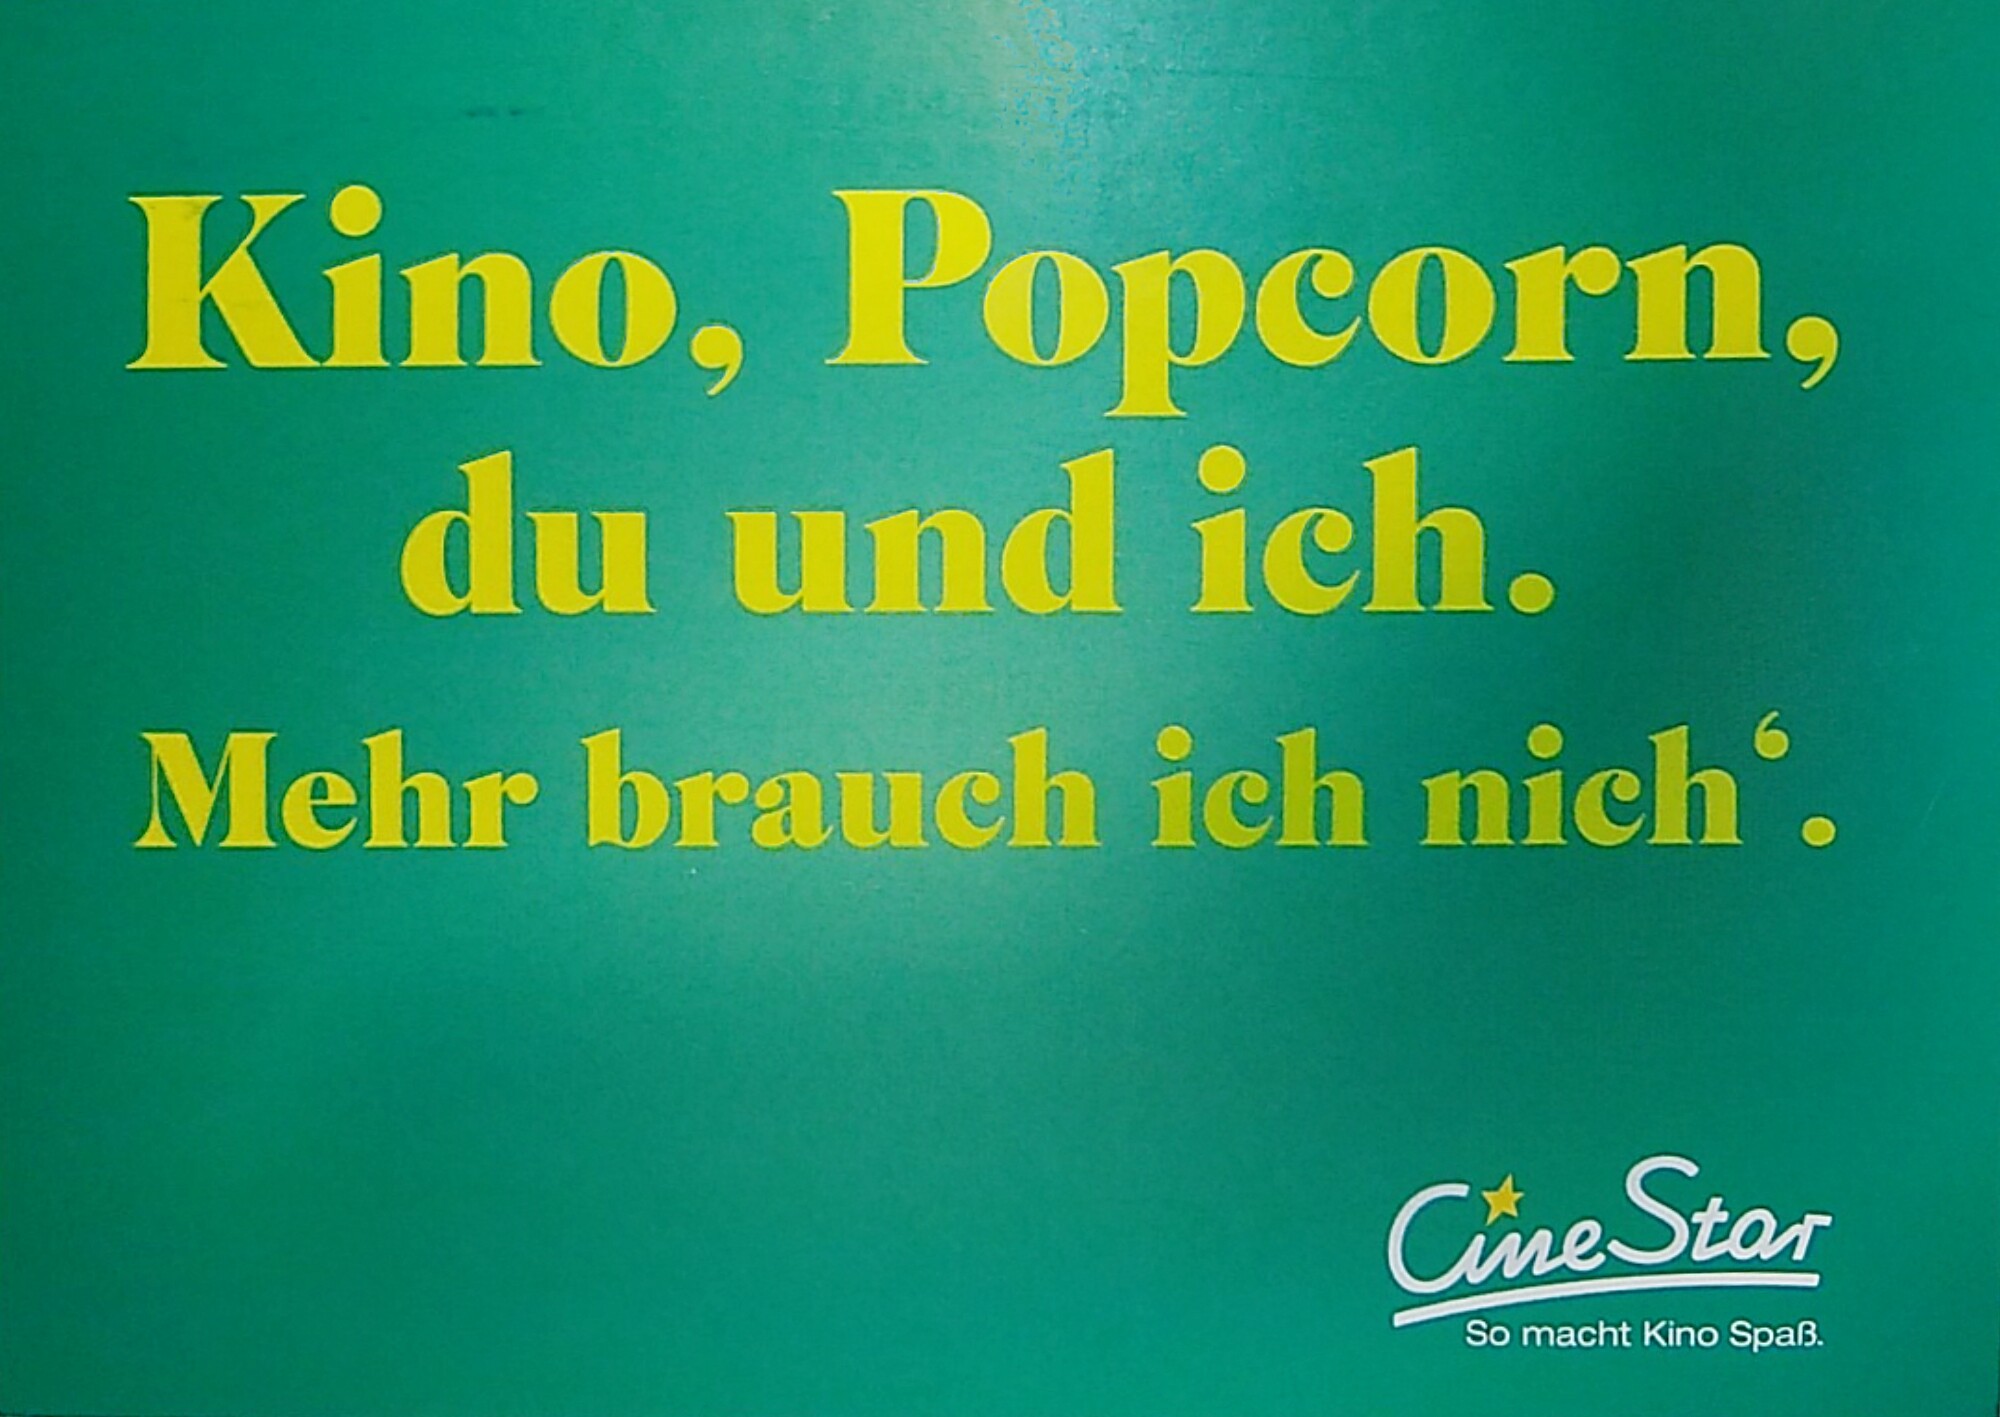 Kino, Popcorn,
du und ich.
Mehr brauch ich nich‘.
CineStar
So macht Kino Spaß.